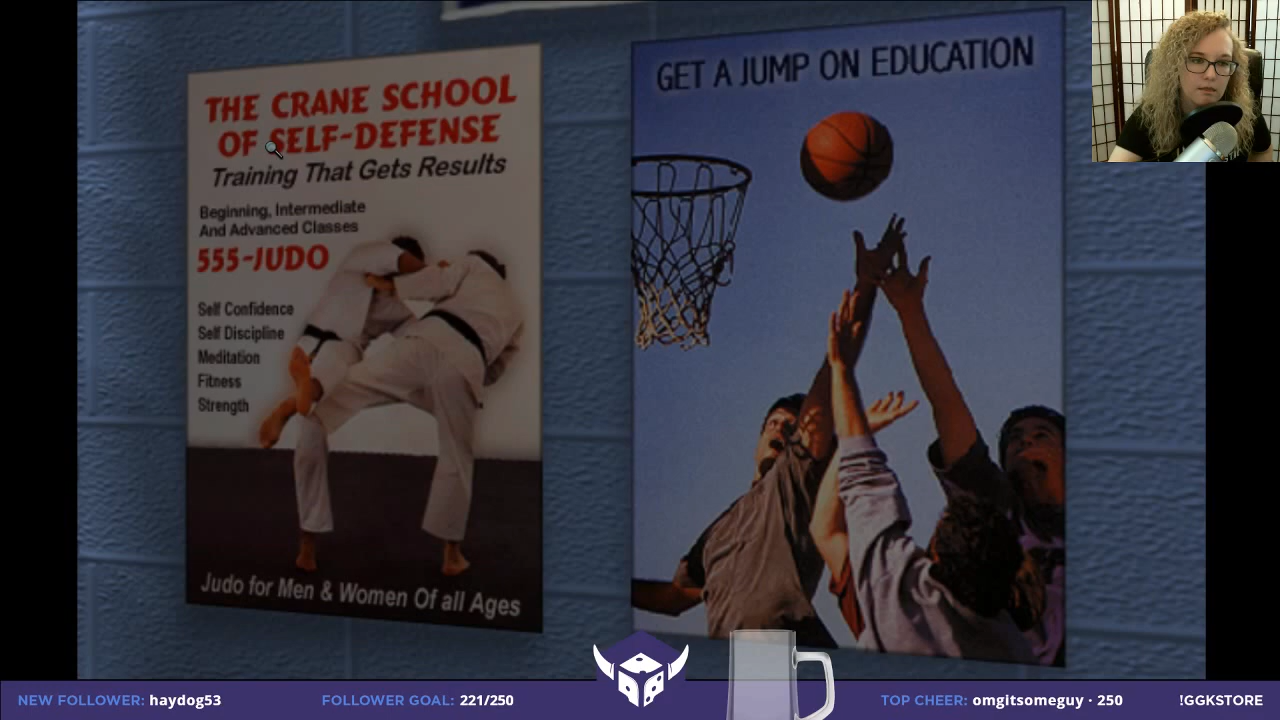 THE CRANE SCHOOL
OF SELF-DEFENSE
Training That Gets Results
Beginning, Intermediate
And Advanced Classes
555-JUDO
Self Confidence
Self Discipline
Meditation
Fitness
Strength
Judo for Men & Women Of all Ages
GET A JUMP ON EDUCATION
NEW FOLLOWER: haydog53
FOLLOWER GOAL: 221/250
TOP CHEER: omgitsomeguy · 250
!GGKSTORE